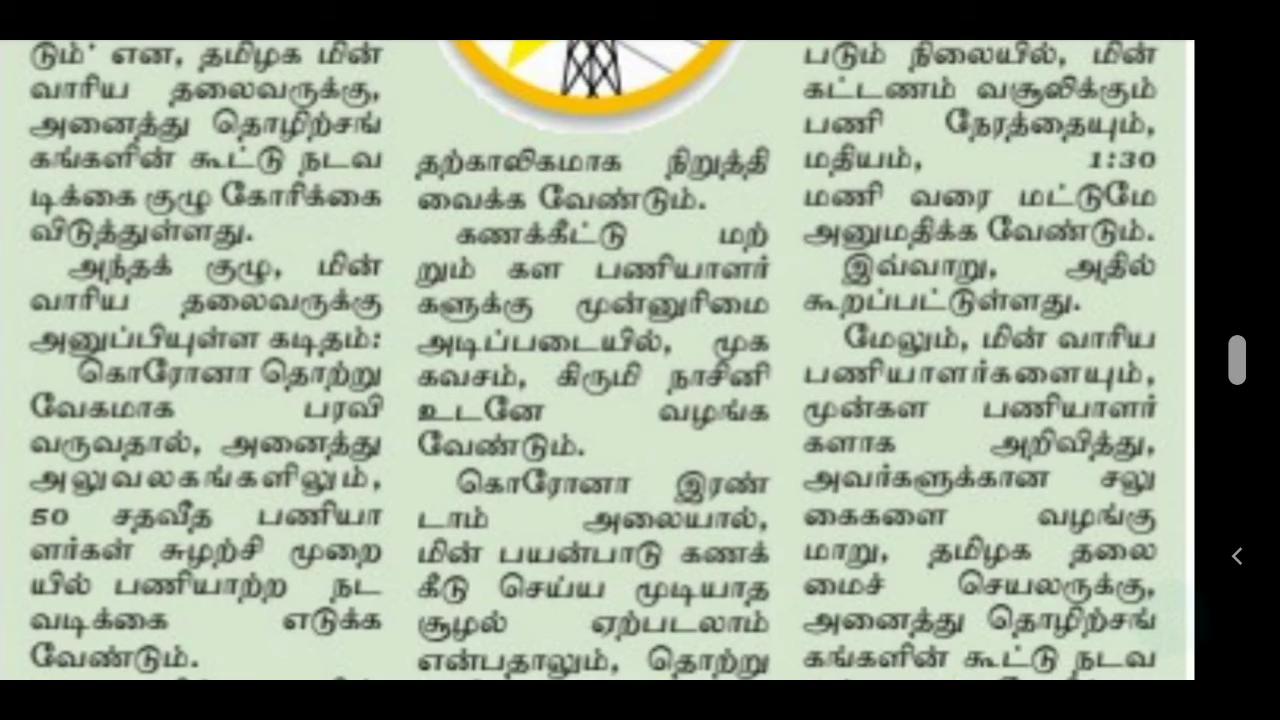 டும்' என, தமிழக மின்
வாரிய தலைவருக்கு,
அனைத்து தொழிற்சங்
கங்களின் கூட்டு நடவ
டிக்கை குழு கோரிக்கை
விடுத்துள்ளது.
அந்தக் குழு, மின்
வாரிய தலைவருக்கு
அனுப்பியுள்ள கடிதம்:
கொரோனா தொற்று
வேகமாக பரவி
வருவதால், அனைத்து
அலுவலகங்களிலும்,
50 சதவீத பணியா
ளர்கள் சுழற்சி முறை
யில் பணியாற்ற நட
வடிக்கை எடுக்க
வேண்டும்.
தற்காலிகமாக நிறுத்தி
வைக்க வேண்டும்.
கணக்கீட்டு மற்
றும் கள பணியாளர்
களுக்கு முன்னுரிமை
அடிப்படையில், முக
கவசம், கிருமி நாசினி
உடனே வழங்க
வேண்டும்.
கொரோனா இரண்
டாம் அலையால்,
மின் பயன்பாடு கணக்
கீடு செய்ய முடியாத
சூழல் ஏற்படலாம்
என்பதாலும், தொற்று
படும் நிலையில், மின்
கட்டணம் வசூலிக்கும்
பணி நேரத்தையும்,
மதியம், 1:30
மணி வரை மட்டுமே
அனுமதிக்க வேண்டும்.
இவ்வாறு, அதில்
கூறப்பட்டுள்ளது.
மேலும், மின் வாரிய
பணியாளர்களையும்,
முன்கள பணியாளர்
களாக அறிவித்து,
அவர்களுக்கான சலு
கைகளை வழங்கு
மாறு, தமிழக தலை
மைச் செயலருக்கு,
அனைத்து தொழிற்சங்
கங்களின் கூட்டு நடவ